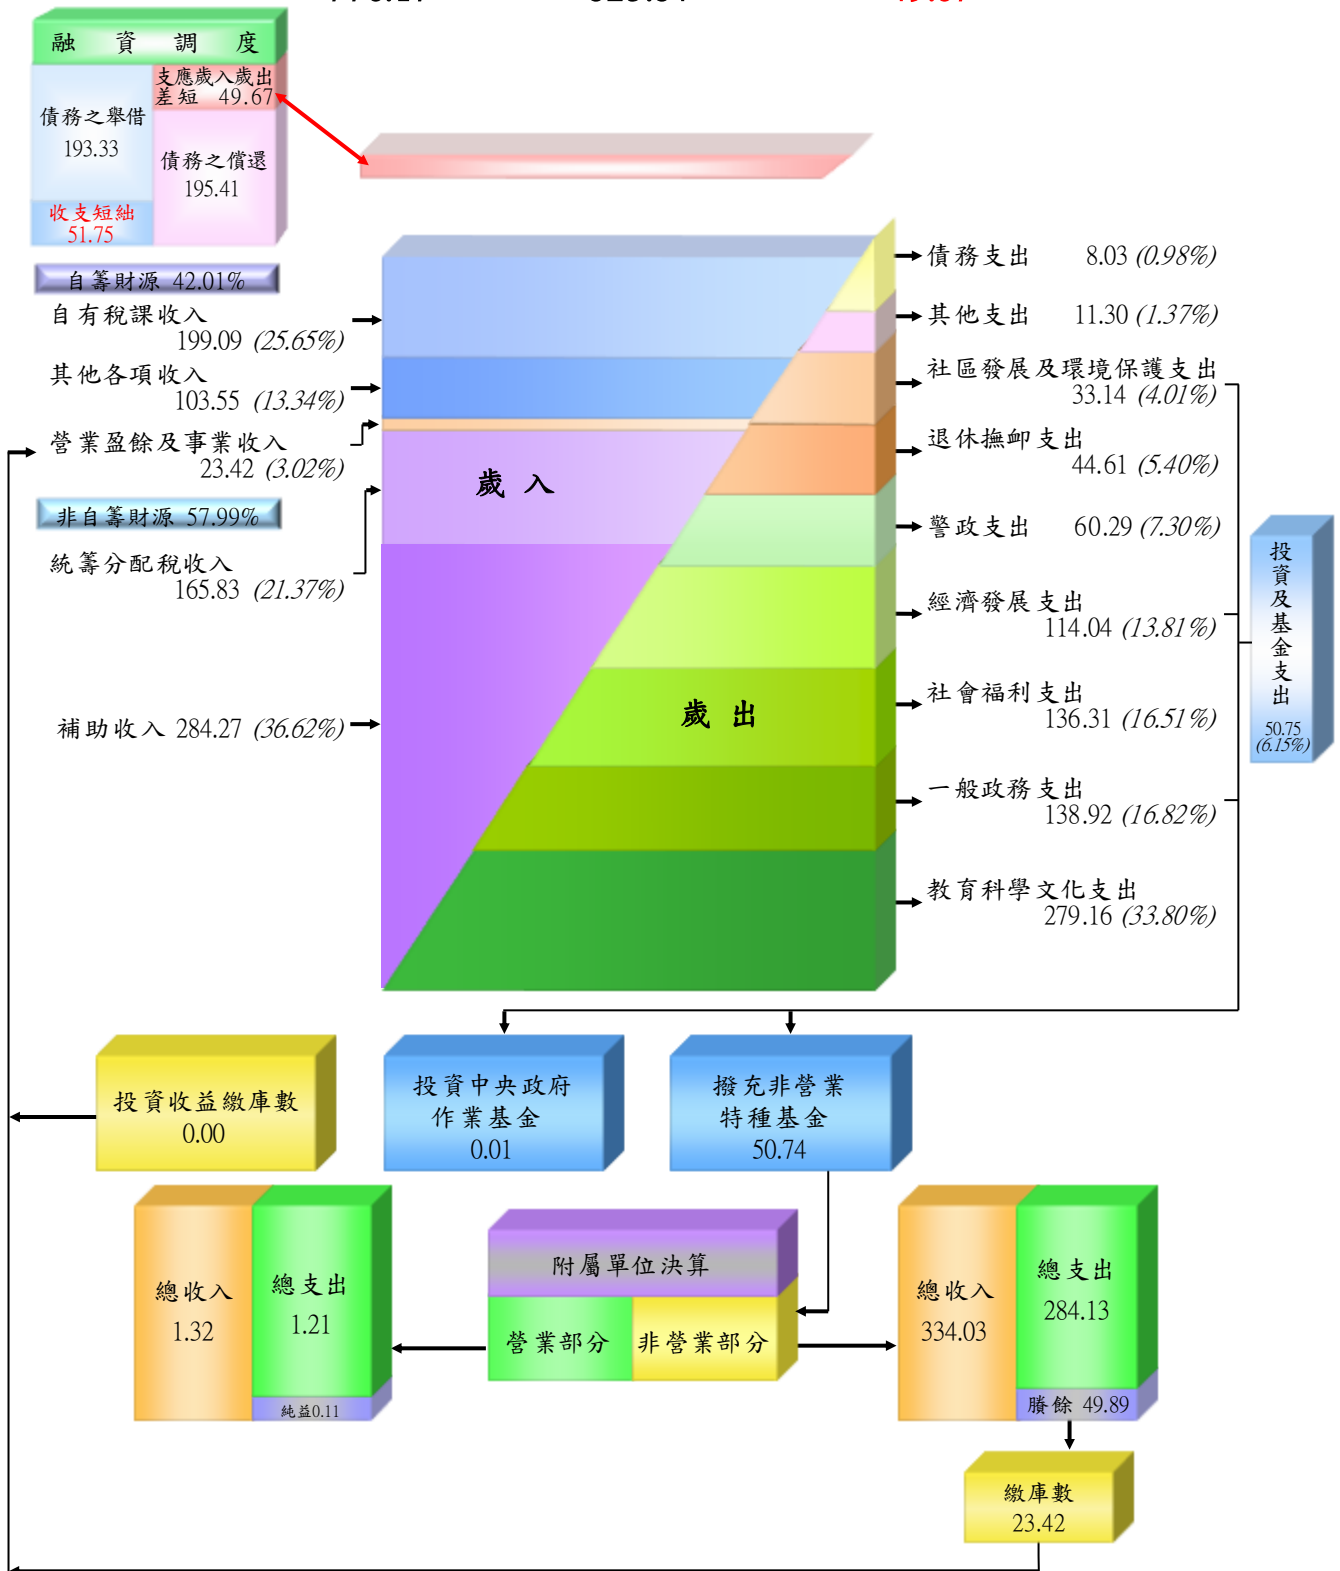 融資調度
債務之舉借
193.33
收支短絀
51.75
支應歲入歲出
差短 49.67
債務之償還
195.41
自籌財源 42.01%
自有稅課收入
199.09 (25.65%)
其他各項收入
103.55 (13.34%)
營業盈餘及事業收入
23.42 (3.02%)
非自籌財源 57.99%
統籌分配稅收入
165.83 (21.37%)
補助收入 284.27 (36.62%)
歲入
歲出
債務支出 8.03 (0.98%)
其他支出 11.30 (1.37%)
社區發展及環境保護支出
33.14 (4.01%)
退休撫卹支出
44.61 (5.40%)
警政支出 60.29 (7.30%)
經濟發展支出
114.04 (13.81%)
社會福利支出
136.31 (16.51%)
一般政務支出
138.92 (16.82%)
教育科學文化支出
279.16 (33.80%)
投資及基金支出
50.75
(6.15%)
投資收益繳庫數
0.00
投資中央政府
作業基金
0.01
撥充非營業
特種基金
50.74
總收入
1.32
總支出
1.21
純益0.11
附屬單位決算
營業部分
非營業部分
總收入
334.03
總支出
284.13
賸餘 49.89
繳庫數
23.42